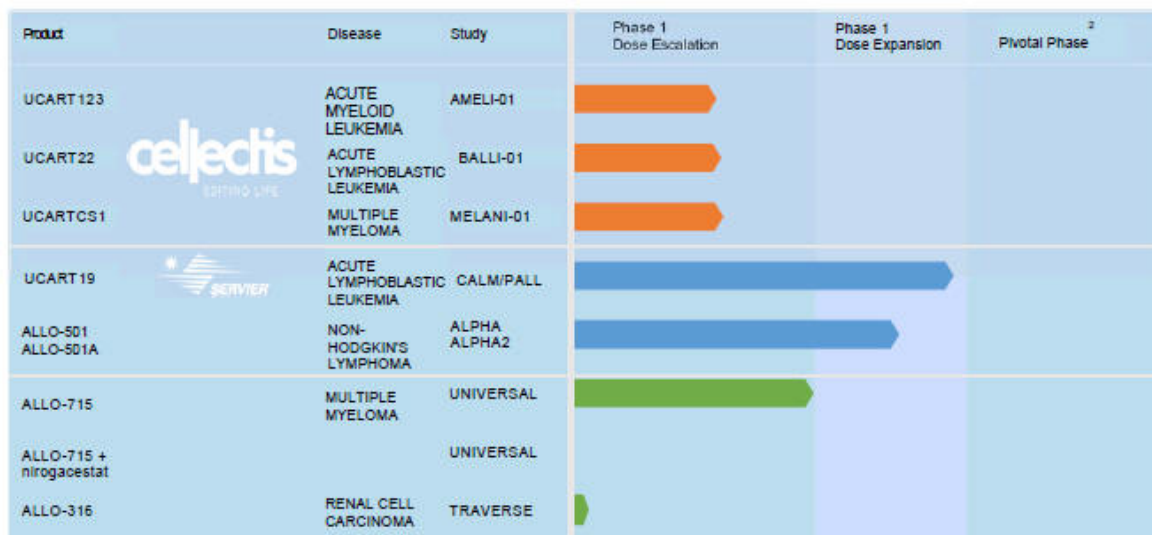 Product Disease Study Phase 1 Dose Escalation Phase 1 Dose Expansion Pivotal Phase 2
UCART123 ACUTE MYELOID LEUKEMIA AMELI-01
cellectis
EDITING LIFE
UCART22 ACUTE LYMPHOBLASTIC LEUKEMIA BALLI-01
UCARTCS1 MULTIPLE MYELOMA MELANI-01
UCART19 SERVIER ACUTE LYMPHOBLASTIC LEUKEMIA CALM/PALL
ALLO-501 ALLO-501A NON-HODGKIN'S LYMPHOMA ALPHA ALPHA2
ALLO-715 MULTIPLE MYELOMA UNIVERSAL
ALLO-715 + nirogacestat UNIVERSAL
ALLO-316 RENAL CELL CARCINOMA TRAVERSE